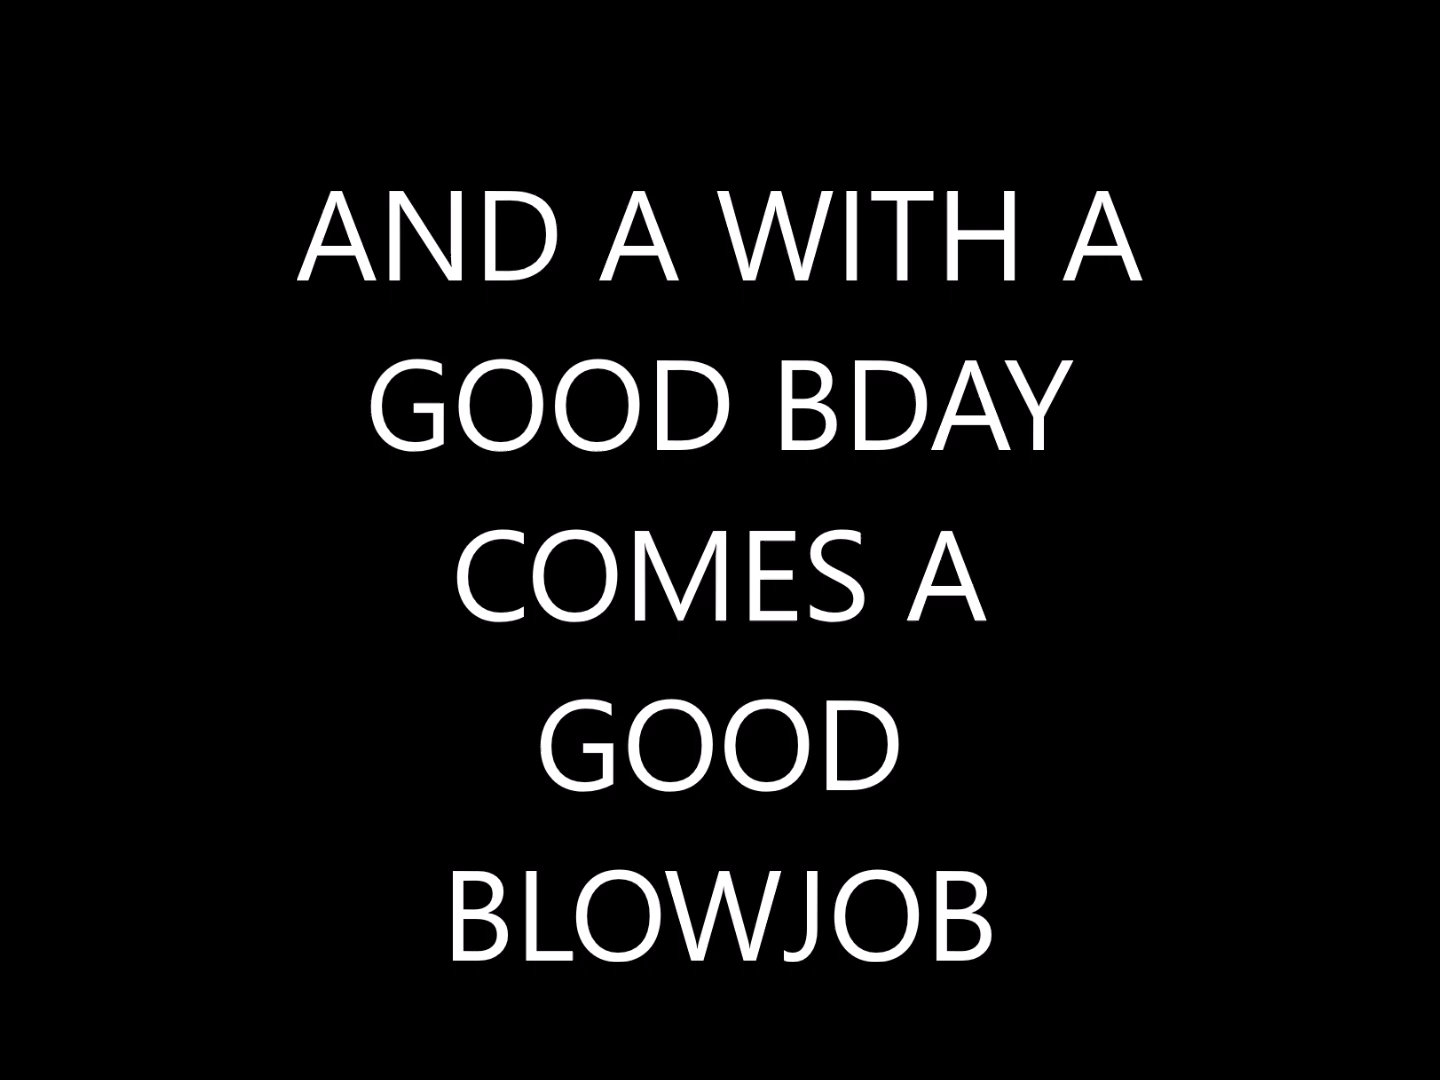 AND A WITH A
GOOD BDAY
COMES A
GOOD
BLOWJOB